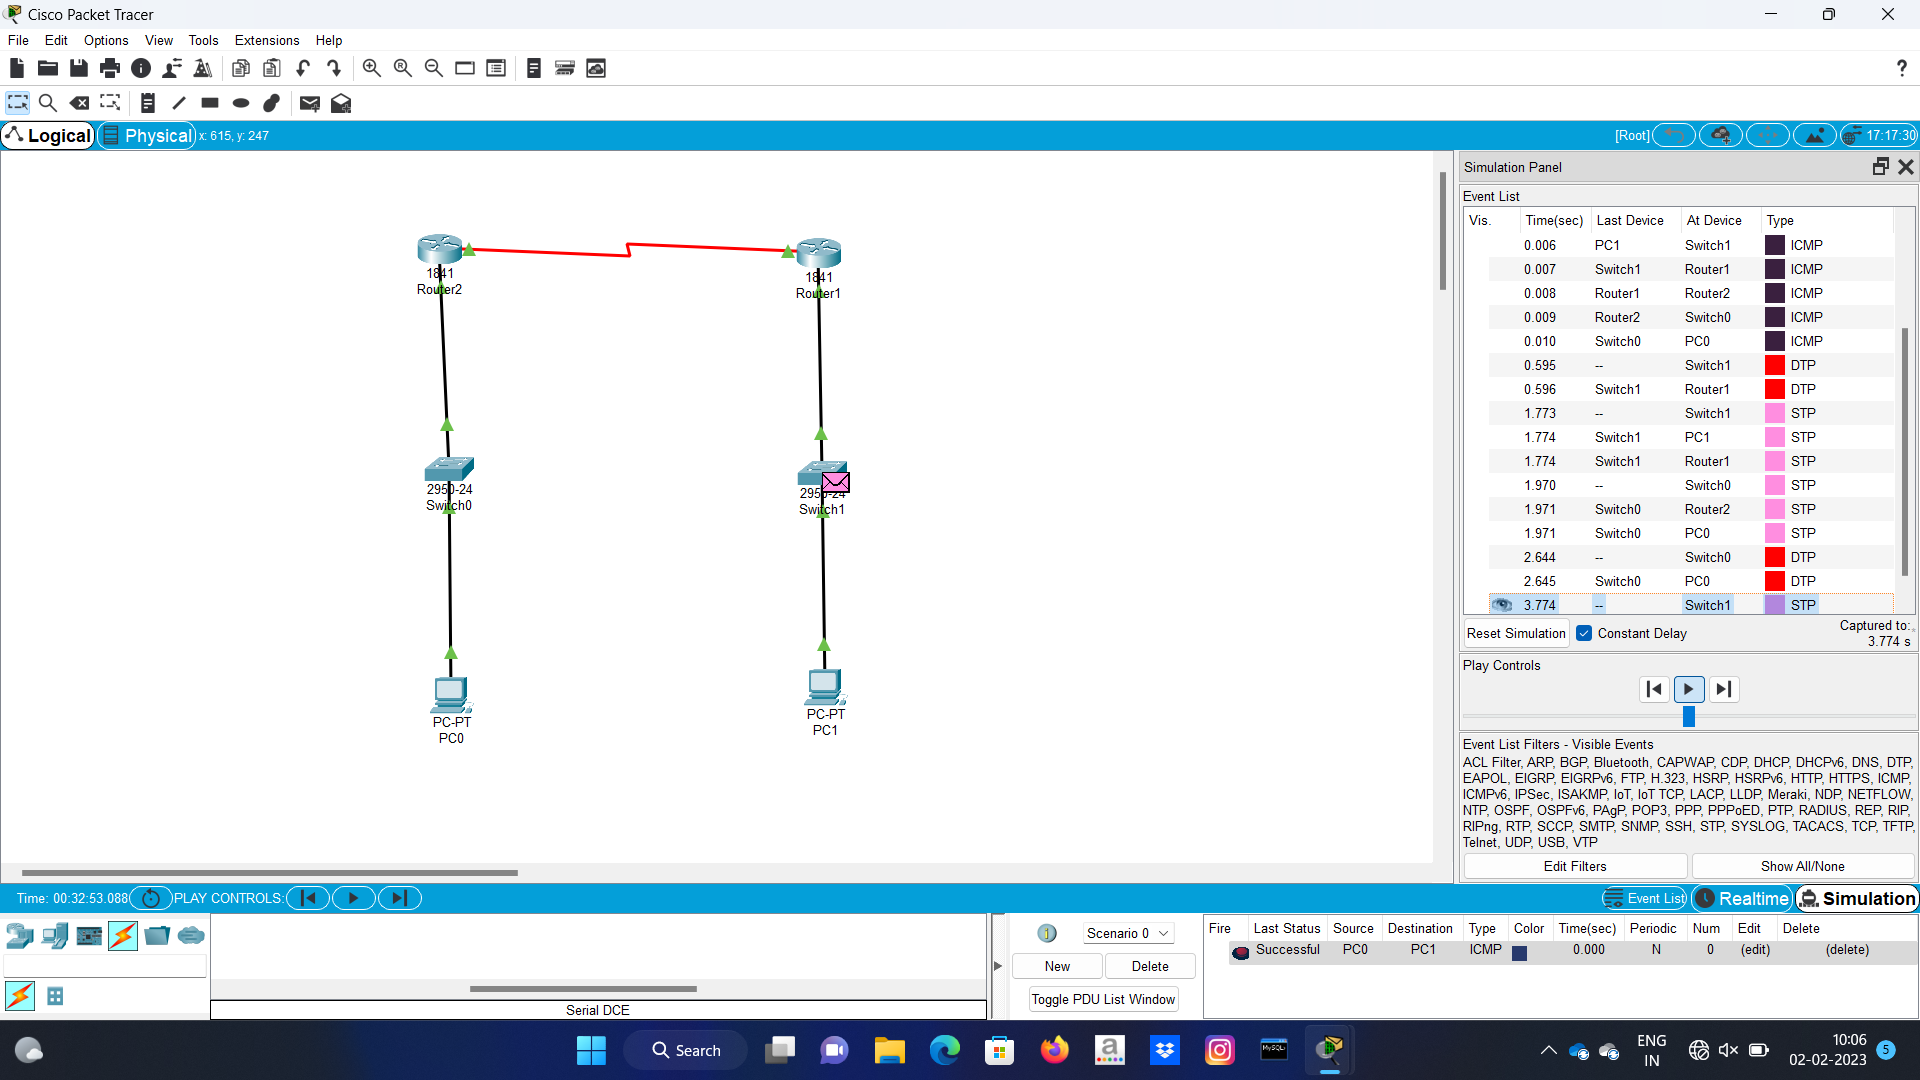 Cisco Packet Tracer
File Edit Options View Tools Extensions Help
?
Logical Physical x: 615, y: 247
[Root] 17:17:30
1841
Router2
1841
Router1
2950-24
Switch0
2950-24
Switch1
PC-PT
PC0
PC-PT
PC1
Simulation Panel
Event List
Vis. Time(sec) Last Device At Device Type
0.006 PC1 Switch1 ICMP
0.007 Switch1 Router1 ICMP
0.008 Router1 Router2 ICMP
0.009 Router2 Switch0 ICMP
0.010 Switch0 PC0 ICMP
0.595 -- Switch1 DTP
0.596 Switch1 Router1 DTP
1.773 -- Switch1 STP
1.774 Switch1 PC1 STP
1.774 Switch1 Router1 STP
1.970 -- Switch0 STP
1.971 Switch0 Router2 STP
1.971 Switch0 PC0 STP
2.644 -- Switch0 DTP
2.645 Switch0 PC0 DTP
3.774 -- Switch1 STP
Reset Simulation Constant Delay Captured to:
3.774 s
Play Controls
Event List Filters - Visible Events
ACL Filter, ARP, BGP, Bluetooth, CAPWAP, CDP, DHCP, DHCPv6, DNS, DTP,
EAPOL, EIGRP, EIGRPv6, FTP, H.323, HSRP, HSRPv6, HTTP, HTTPS, ICMP,
ICMPv6, IPSec, ISAKMP, IoT, IoT TCP, LACP, LLDP, Meraki, NDP, NETFLOW,
NTP, OSPF, OSPFv6, PAgP, POP3, PPP, PPPoED, PTP, RADIUS, REP, RIP,
RIPng, RTP, SCCP, SMTP, SNMP, SSH, STP, SYSLOG, TACACS, TCP, TFTP,
Telnet, UDP, USB, VTP
Edit Filters Show All/None
Time: 00:32:53.088 PLAY CONTROLS: Event List Realtime Simulation
Scenario 0
New Delete
Toggle PDU List Window
Fire Last Status Source Destination Type Color Time(sec) Periodic Num Edit Delete
Successful PC0 PC1 ICMP 0.000 N 0 (edit) (delete)
Serial DCE
Search
a
MySQL
ENG
IN
10:06
02-02-2023
5